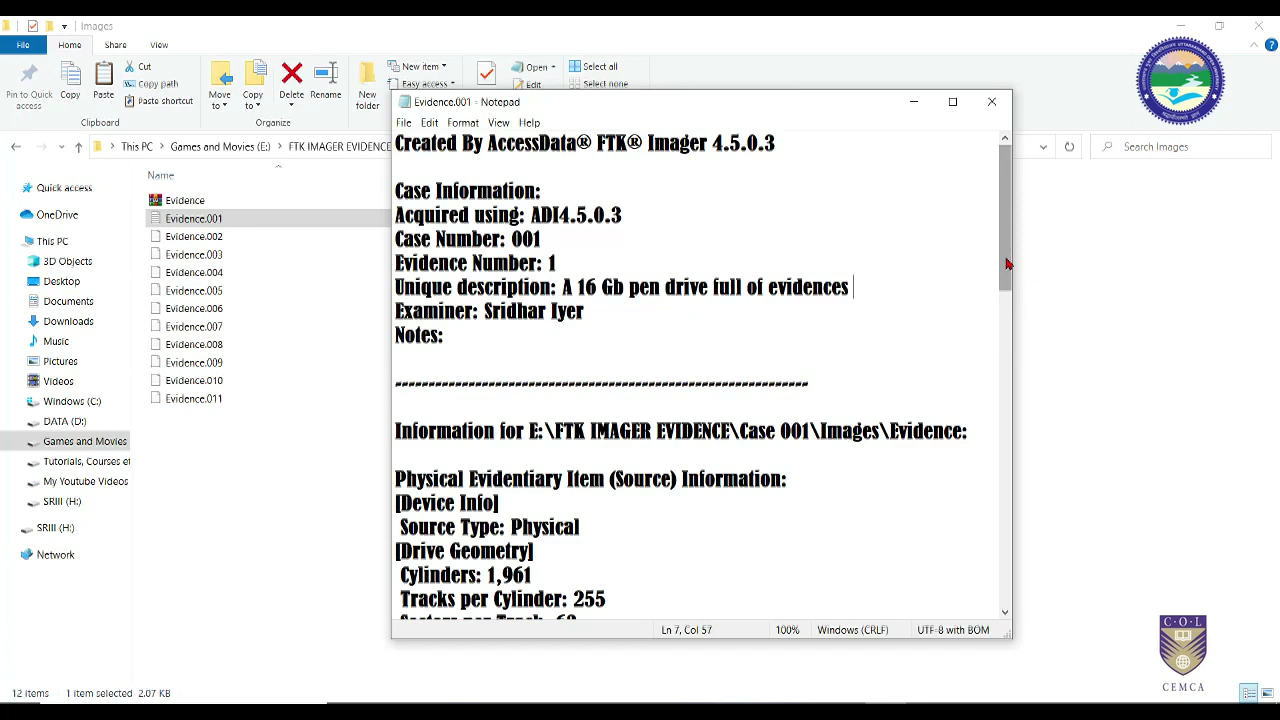 Images
File
Home
Share
View
Pin to Quick access
Copy
Paste
Cut
Copy path
Paste shortcut
Clipboard
Move to
Copy to
Delete
Rename
Organize
New folder
New item
Easy access
Open
Edit
Select all
Select none
This PC > Games and Movies (E:) > FTK IMAGER EVIDENCE
Search Images
Quick access
OneDrive
This PC
3D Objects
Desktop
Documents
Downloads
Music
Pictures
Videos
Windows (C:)
DATA (D:)
Games and Movies
Tutorials, Courses et
My Youtube Videos
SRIII (H:)
SRIII (H:)
Network
Name
Evidence
Evidence.001
Evidence.002
Evidence.003
Evidence.004
Evidence.005
Evidence.006
Evidence.007
Evidence.008
Evidence.009
Evidence.010
Evidence.011
Evidence.001 - Notepad
File Edit Format View Help
Created By AccessData® FTK® Imager 4.5.0.3
Case Information:
Acquired using: ADI4.5.0.3
Case Number: 001
Evidence Number: 1
Unique description: A 16 Gb pen drive full of evidences
Examiner: Sridhar Iyer
Notes:
--------------------------------------------------------------
Information for E:\FTK IMAGER EVIDENCE\Case 001\Images\Evidence:
Physical Evidentiary Item (Source) Information:
[Device Info]
Source Type: Physical
[Drive Geometry]
Cylinders: 1,961
Tracks per Cylinder: 255
Sectors per Track: 63
Ln 7, Col 57
100%
Windows (CRLF)
UTF-8 with BOM
12 items
1 item selected 2.07 KB
C·O·L
CEMCA